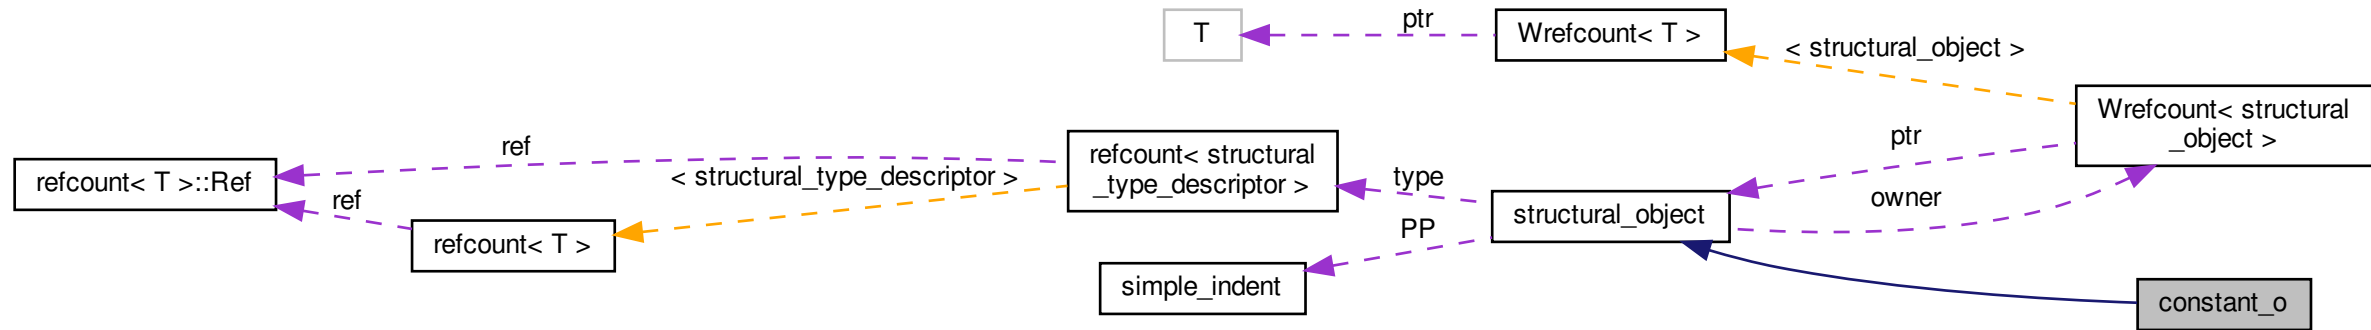 T
ptr
Wrefcount< T >
< structural_object >
Wrefcount< structural
_object >
ptr
owner
ref
refcount< T >::Ref
ref
< structural_type_descriptor >
refcount< T >
refcount< structural
_type_descriptor >
type
PP
structural_object
simple_indent
constant_o